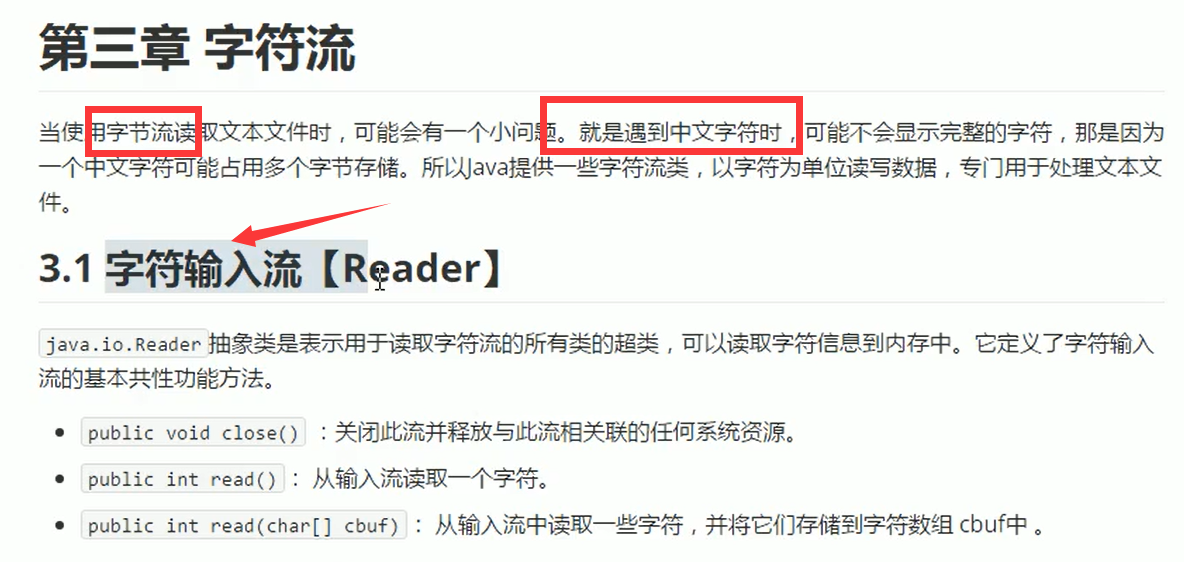 第三章 字符流
当使用字节流读取文本文件时，可能会有一个小问题。就是遇到中文字符时，可能不会显示完整的字符，那是因为
一个中文字符可能占用多个字节存储。所以Java提供一些字符流类，以字符为单位读写数据，专门用于处理文本文
件。
3.1 字符输入流【Reader】
java.io.Reader抽象类是表示用于读取字符流的所有类的超类，可以读取字符信息到内存中。它定义了字符输入
流的基本共性功能方法。
• public void close() ：关闭此流并释放与此流相关联的任何系统资源。
• public int read() ： 从输入流读取一个字符。
• public int read(char[] cbuf) ： 从输入流中读取一些字符，并将它们存储到字符数组 cbuf中 。